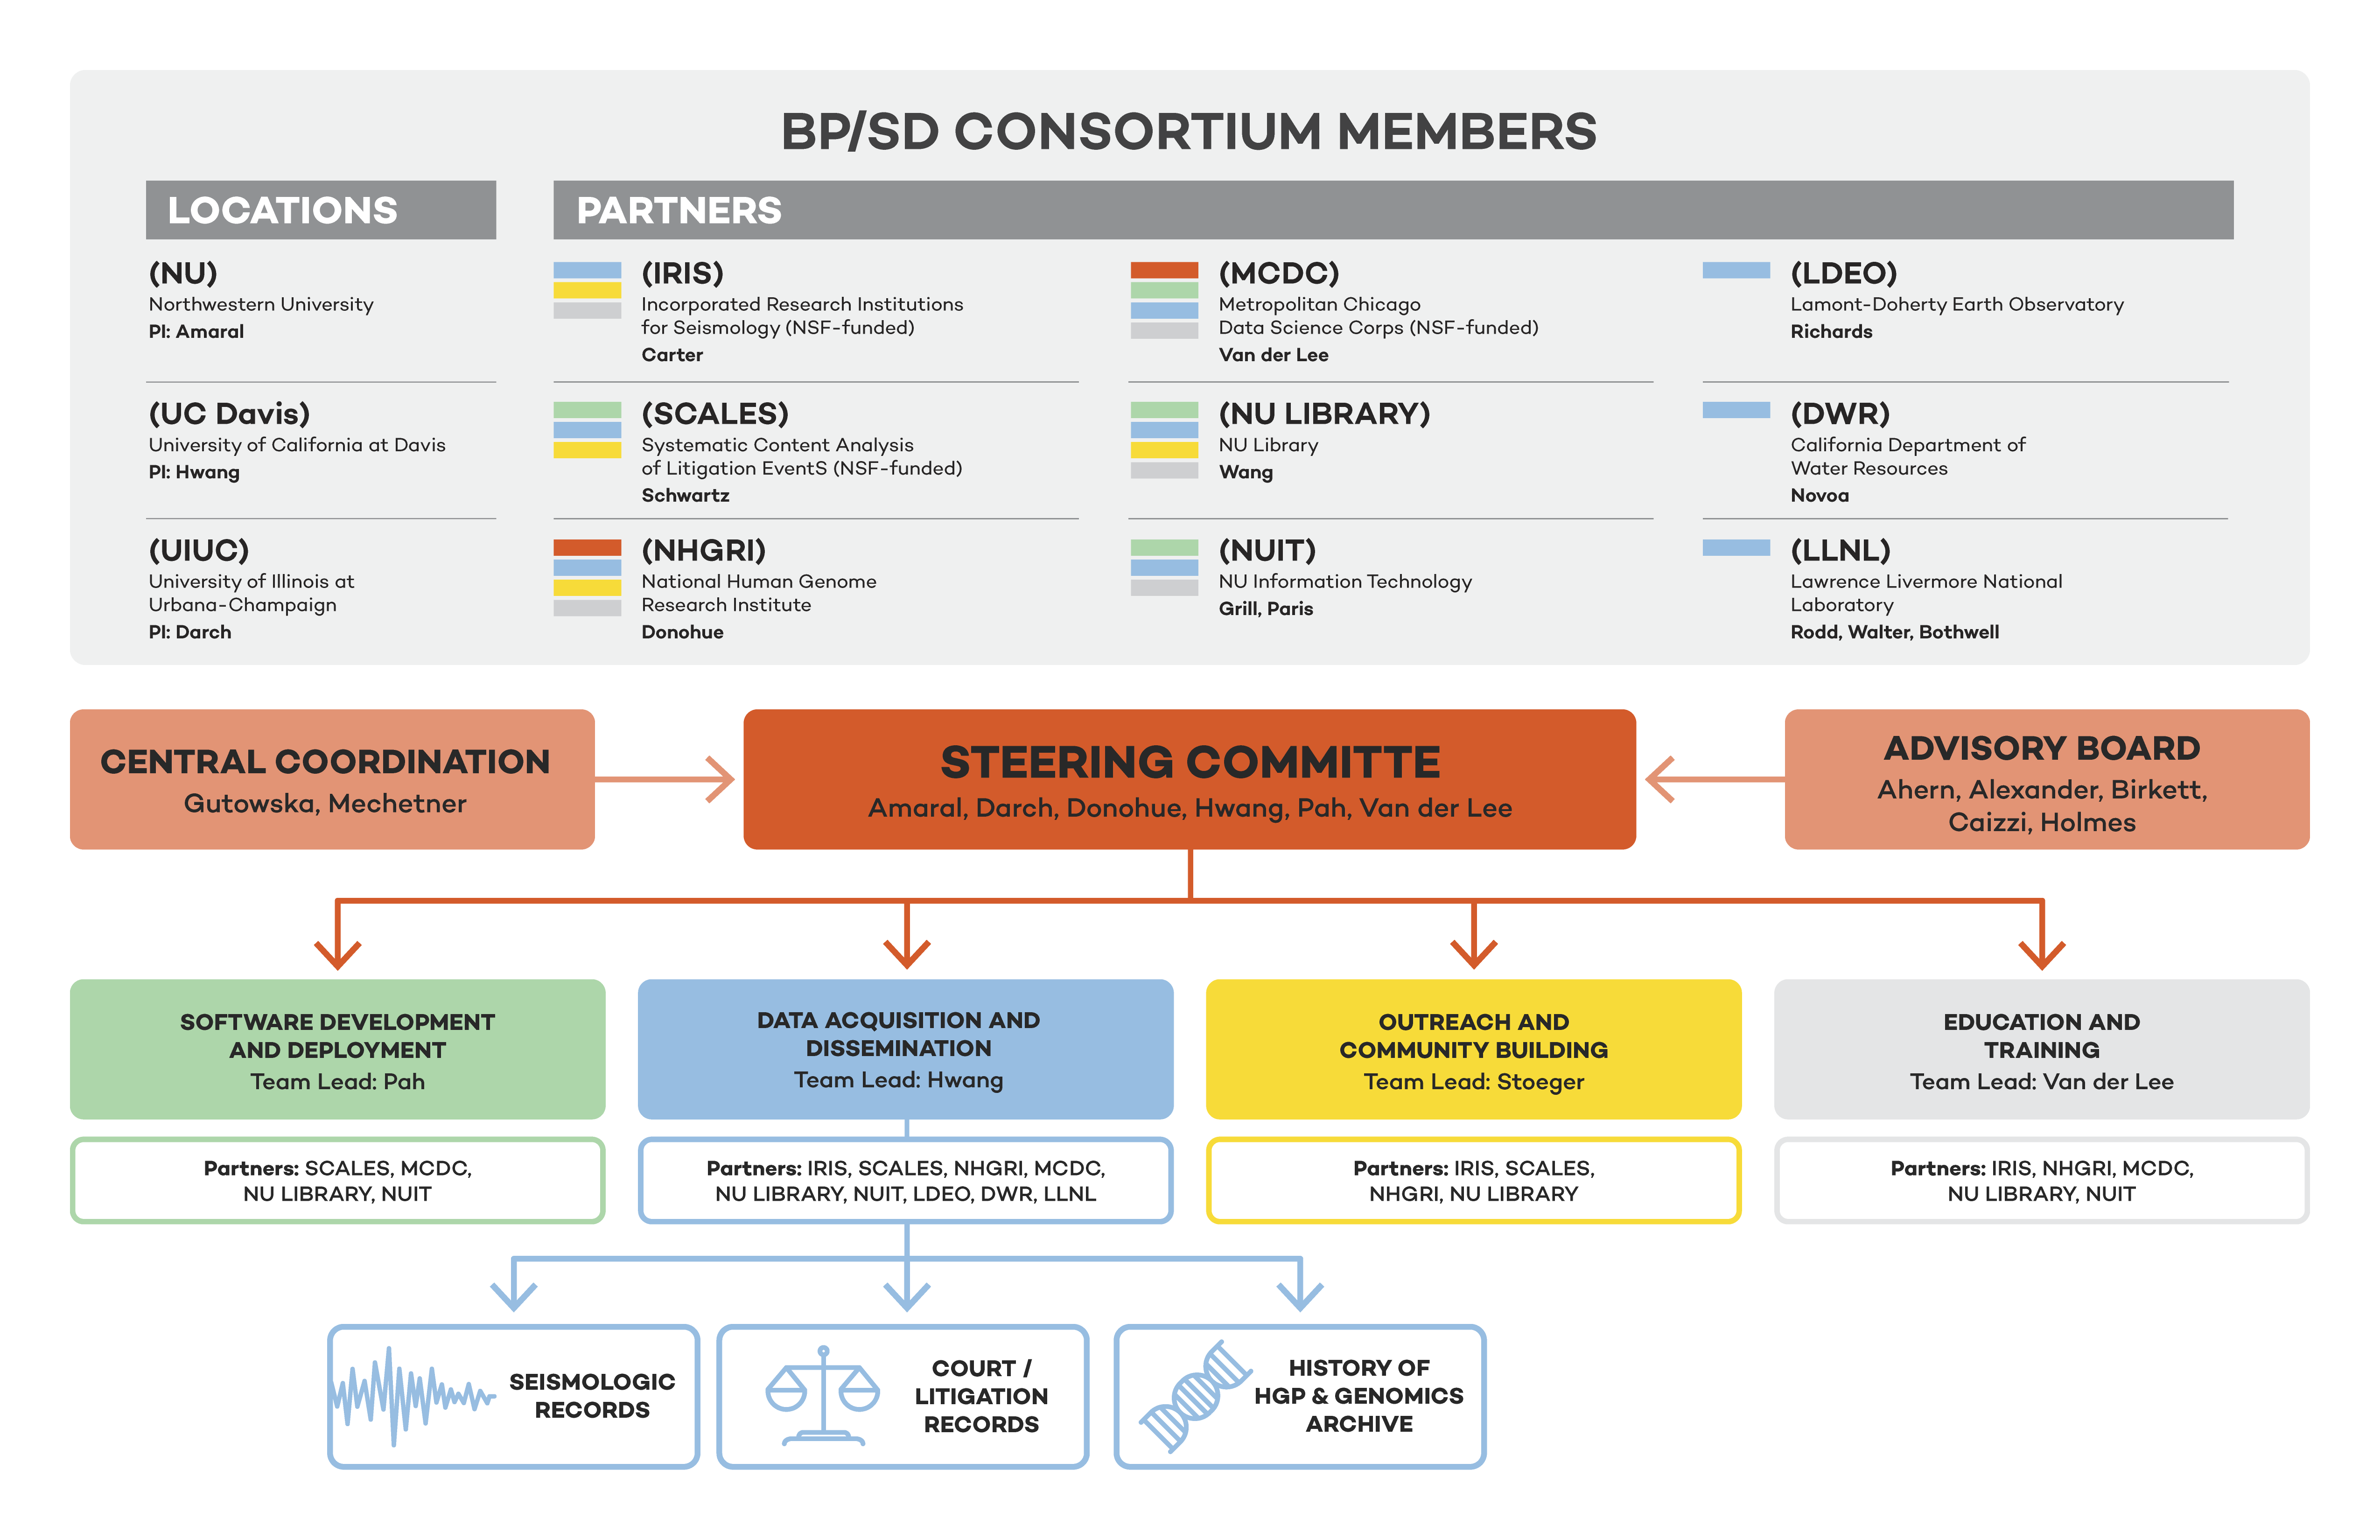 BP/SD CONSORTIUM MEMBERS
LOCATIONS
(NU)
Northwestern University
PI: Amaral
(UC Davis)
University of California at Davis
PI: Hwang
(UIUC)
University of Illinois at
Urbana-Champaign
PI: Darch
PARTNERS
(IRIS)
Incorporated Research Institutions
for Seismology (NSF-funded)
Carter
(SCALES)
Systematic Content Analysis
of Litigation EventS (NSF-funded)
Schwartz
(NHGRI)
National Human Genome
Research Institute
Donohue
(MCDC)
Metropolitan Chicago
Data Science Corps (NSF-funded)
Van der Lee
(NU LIBRARY)
NU Library
Wang
(NUIT)
NU Information Technology
Grill, Paris
(LDEO)
Lamont-Doherty Earth Observatory
Richards
(DWR)
California Department of
Water Resources
Novoa
(LLNL)
Lawrence Livermore National
Laboratory
Rodd, Walter, Bothwell
CENTRAL COORDINATION
Gutowska, Mechetner
STEERING COMMITTE
Amaral, Darch, Donohue, Hwang, Pah, Van der Lee
ADVISORY BOARD
Ahern, Alexander, Birkett,
Caizzi, Holmes
SOFTWARE DEVELOPMENT
AND DEPLOYMENT
Team Lead: Pah
Partners: SCALES, MCDC,
NU LIBRARY, NUIT
DATA ACQUISITION AND
DISSEMINATION
Team Lead: Hwang
Partners: IRIS, SCALES, NHGRI, MCDC,
NU LIBRARY, NUIT, LDEO, DWR, LLNL
OUTREACH AND
COMMUNITY BUILDING
Team Lead: Stoeger
Partners: IRIS, SCALES,
NHGRI, NU LIBRARY
EDUCATION AND
TRAINING
Team Lead: Van der Lee
Partners: IRIS, NHGRI, MCDC,
NU LIBRARY, NUIT
SEISMOLOGIC
RECORDS
COURT /
LITIGATION
RECORDS
HISTORY OF
HGP & GENOMICS
ARCHIVE